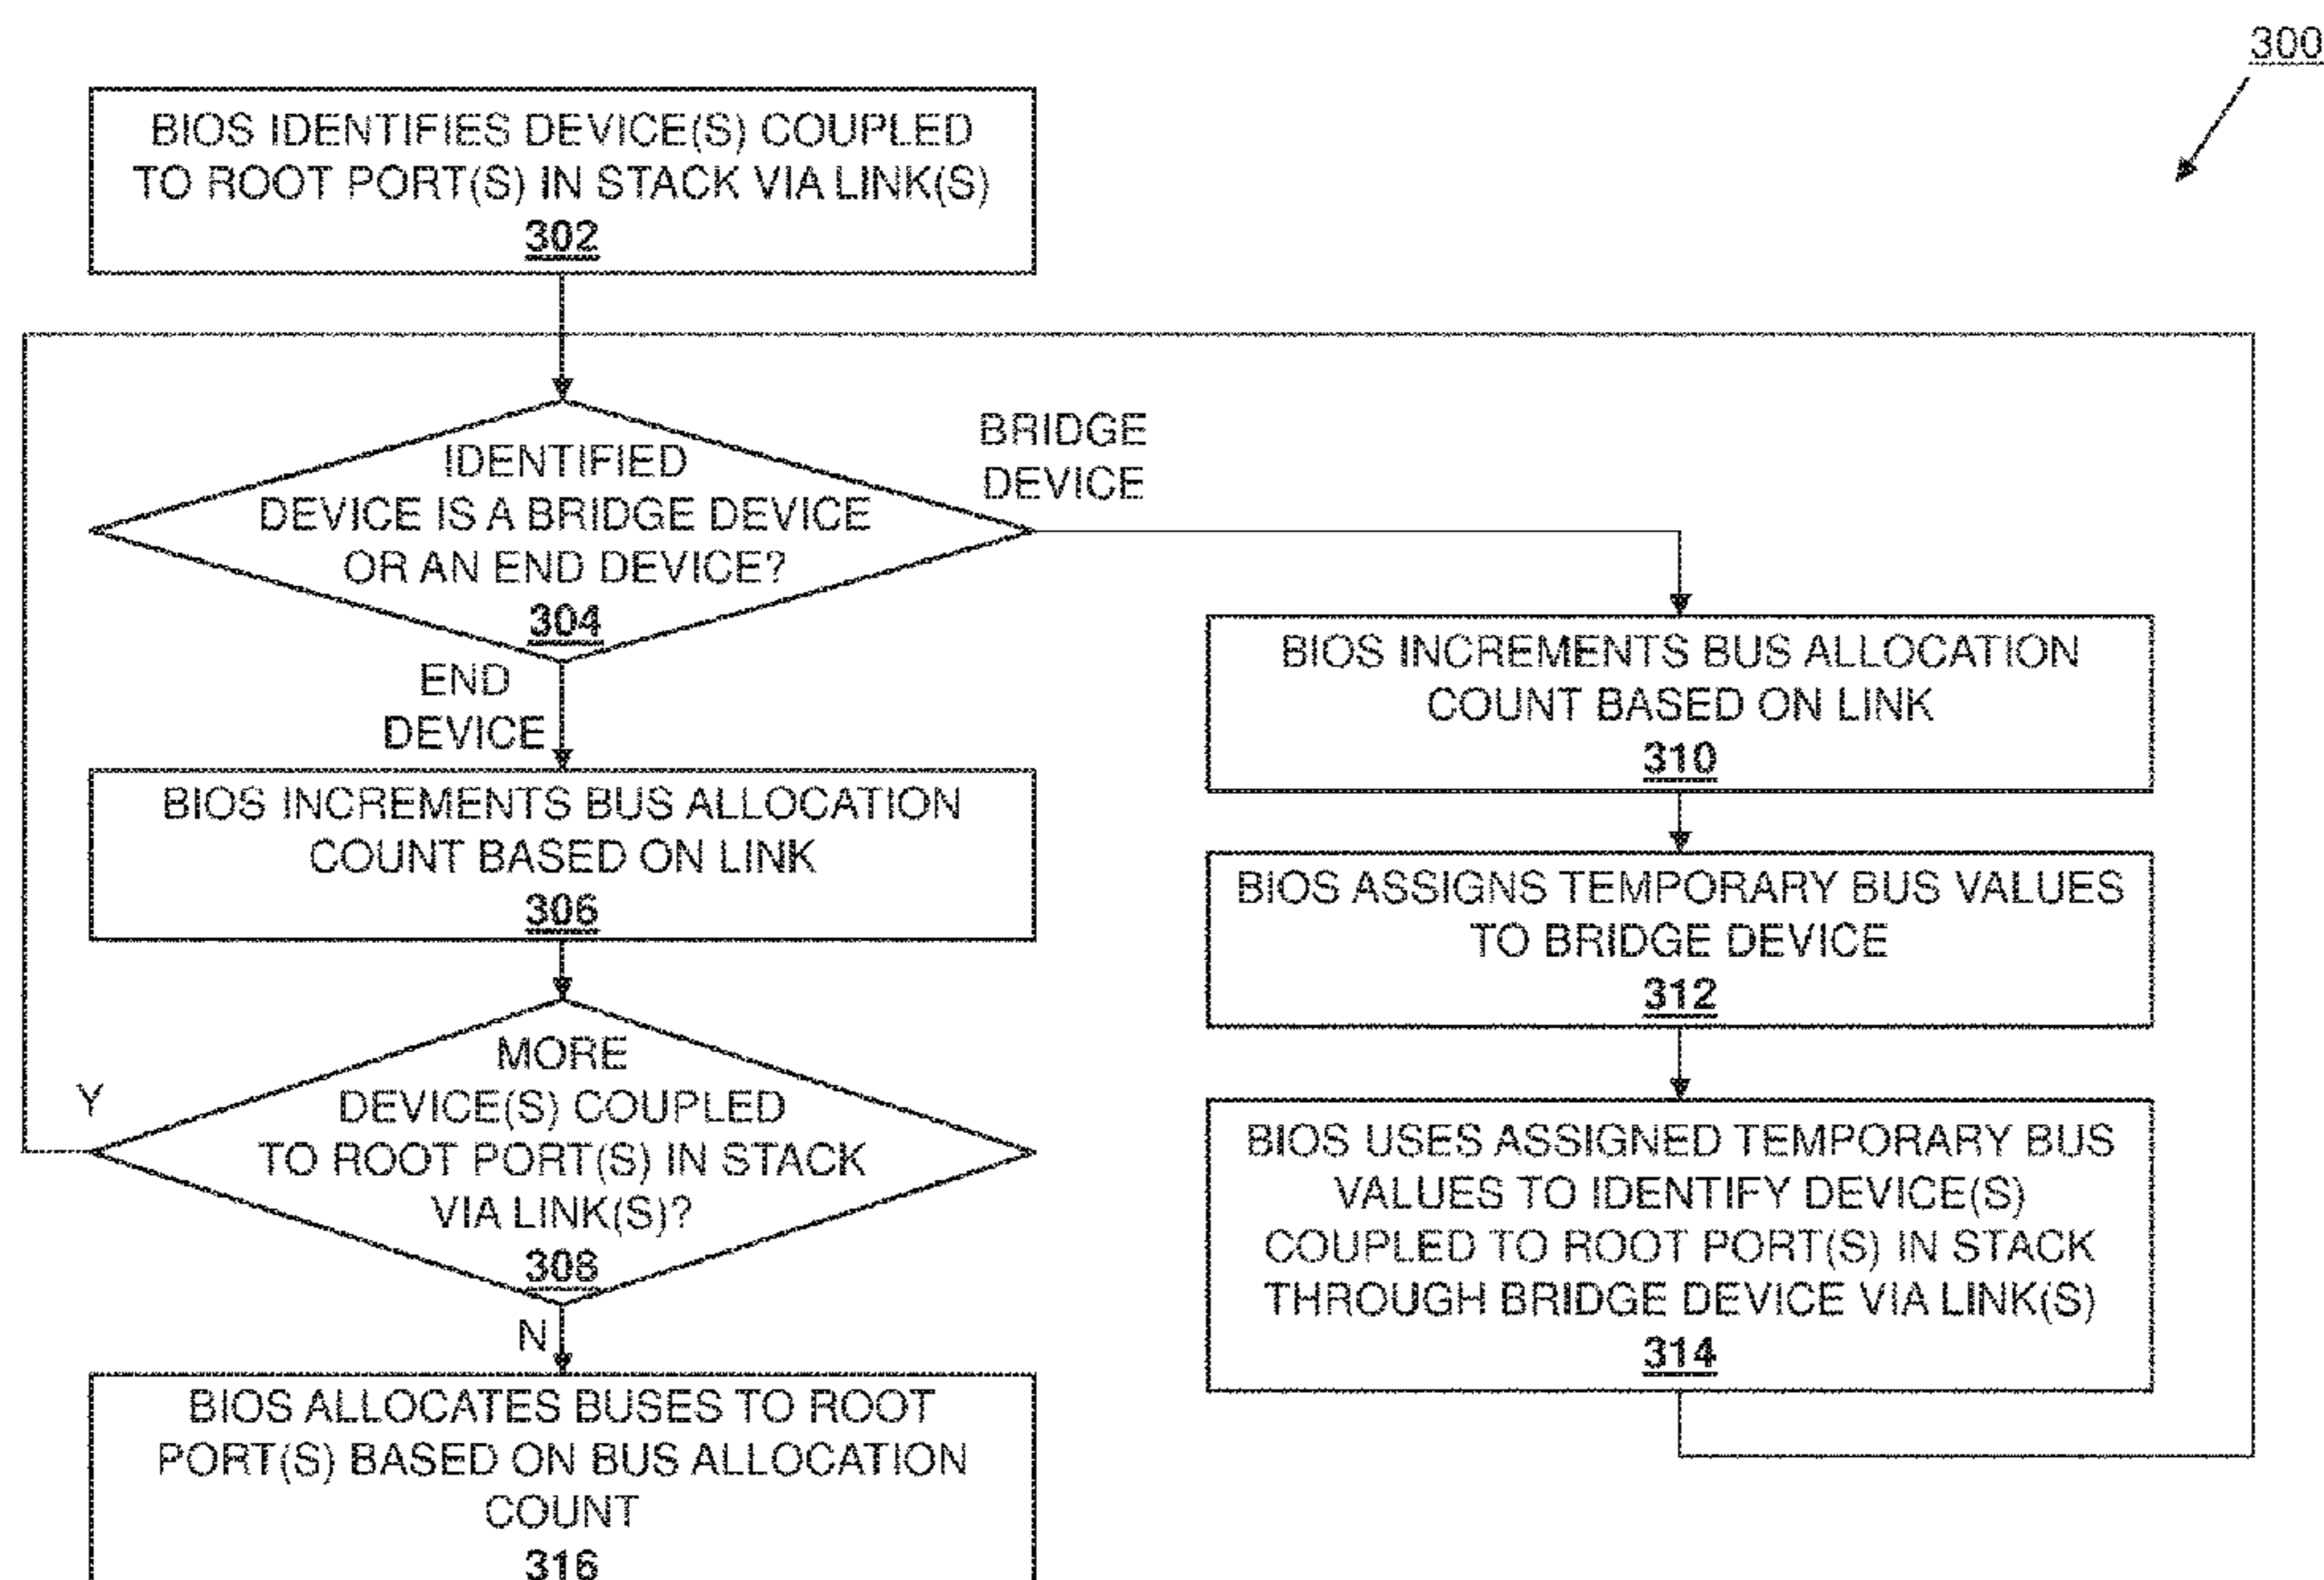 300
BIOS IDENTIFIES DEVICE(S) COUPLED
TO ROOT PORT(S) IN STACK VIA LINK(S)
302
IDENTIFIED
DEVICE IS A BRIDGE DEVICE
OR AN END DEVICE?
304
BRIDGE
DEVICE
END
DEVICE
BIOS INCREMENTS BUS ALLOCATION
COUNT BASED ON LINK
306
MORE
DEVICE(S) COUPLED
TO ROOT PORT(S) IN STACK
VIA LINK(S)?
308
Y
N
BIOS ALLOCATES BUSES TO ROOT
PORT(S) BASED ON BUS ALLOCATION
COUNT
316
BIOS INCREMENTS BUS ALLOCATION
COUNT BASED ON LINK
310
BIOS ASSIGNS TEMPORARY BUS VALUES
TO BRIDGE DEVICE
312
BIOS USES ASSIGNED TEMPORARY BUS
VALUES TO IDENTIFY DEVICE(S)
COUPLED TO ROOT PORT(S) IN STACK
THROUGH BRIDGE DEVICE VIA LINK(S)
314